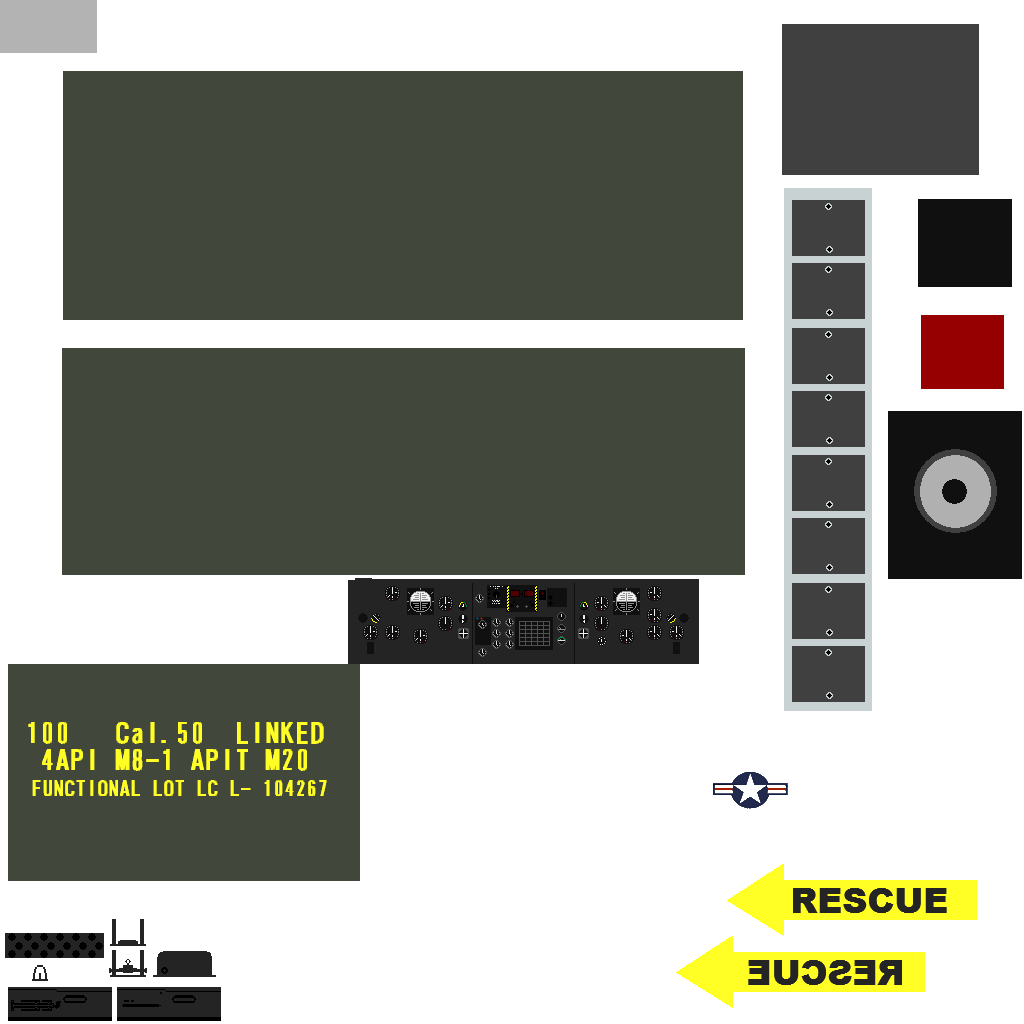 100 Cal.50 LINKED
4API M8-1 APIT M20
FUNCTIONAL LOT LC L- 104267
RESCUE
RESCUE